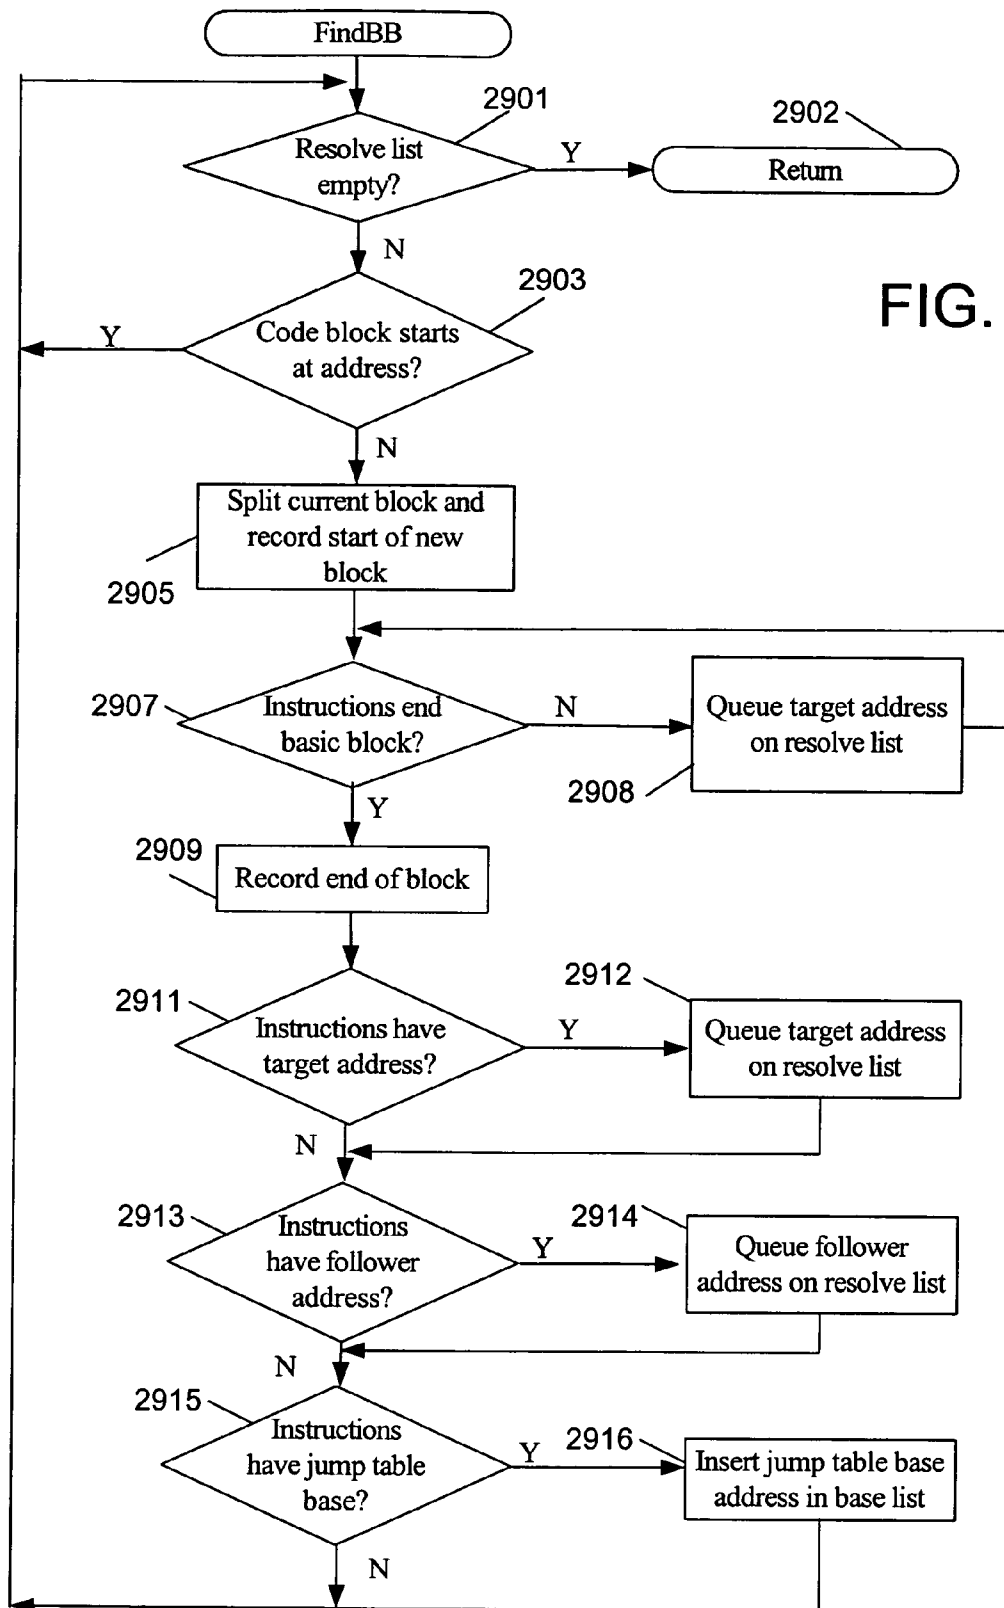 FindBB
2901
2902
Resolve list
empty?
Y
Return
N
2903
FIG.
Code block starts
at address?
Y
N
Split current block and
record start of new
block
2905
2907
Instructions end
basic block?
N
Queue target address
on resolve list
2908
Y
2909
Record end of block
2911
Instructions have
target address?
Y
2912
Queue target address
on resolve list
N
2913
Instructions
have follower
address?
Y
2914
Queue follower
address on resolve list
N
2915
Instructions
have jump table
base?
Y
2916
Insert jump table base
address in base list
N